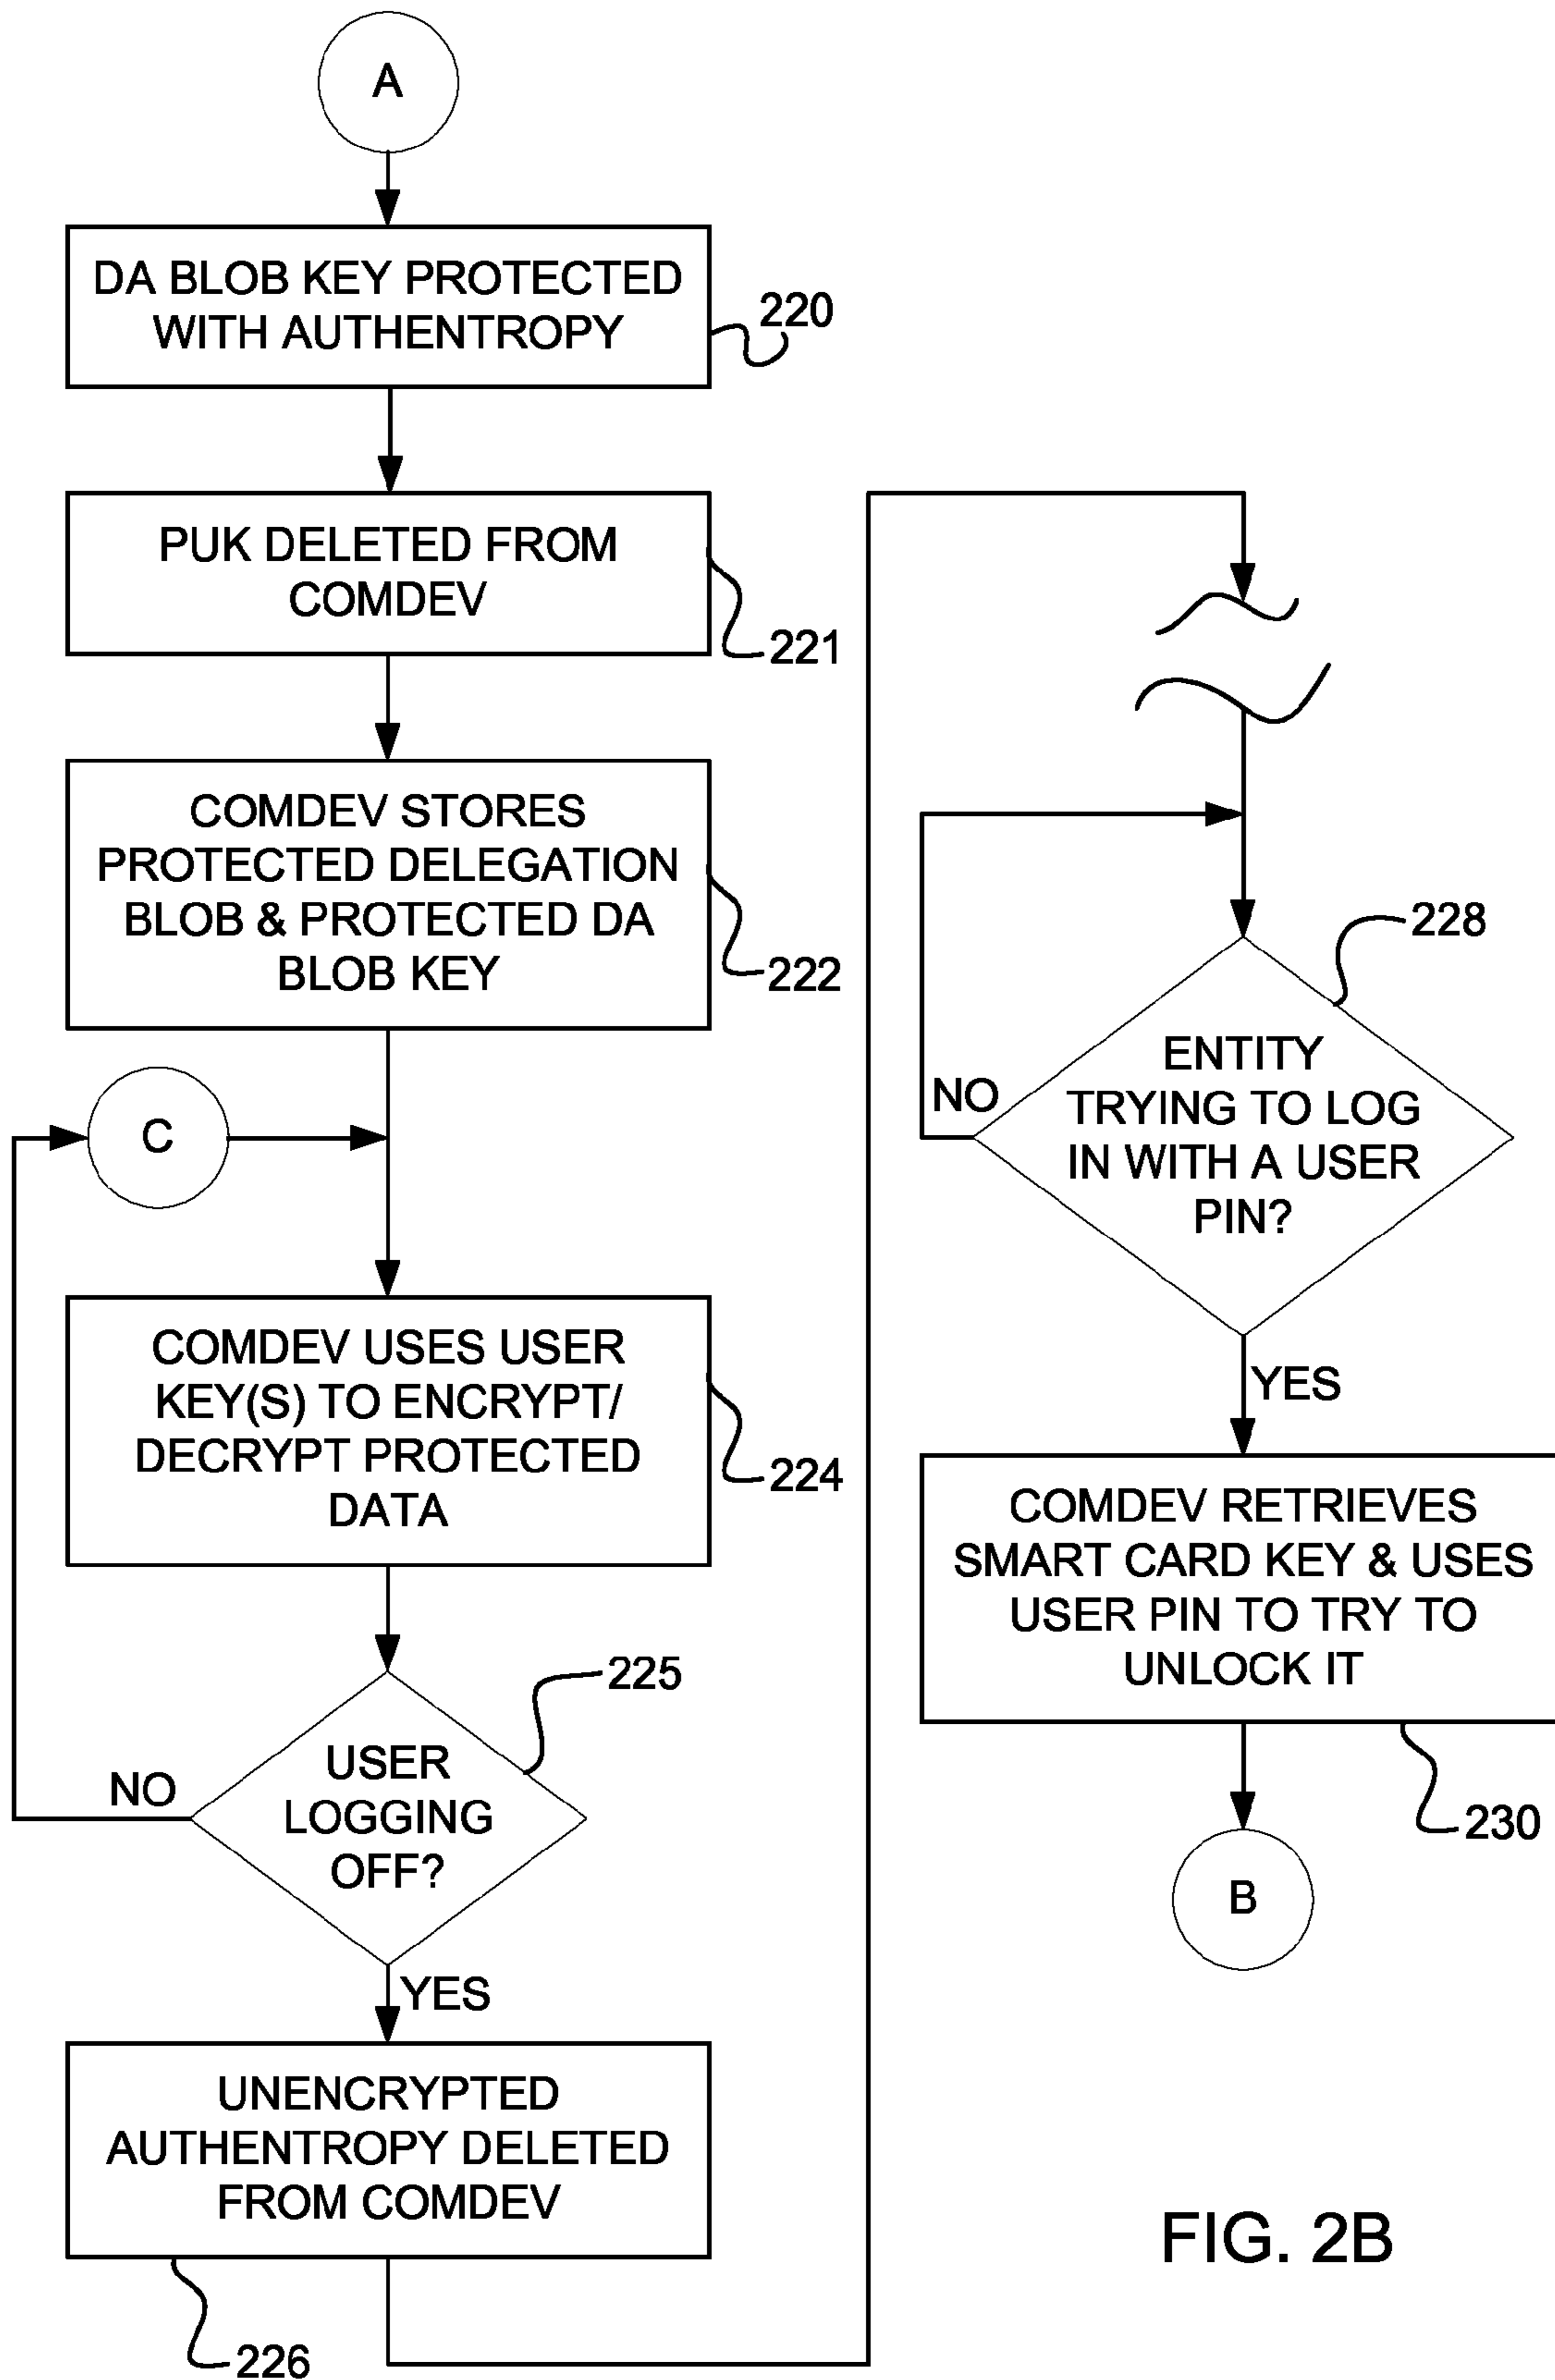 A
DA BLOB KEY PROTECTED
WITH AUTHENTROPY
220
PUK DELETED FROM
COMDEV
221
COMDEV STORES
PROTECTED DELEGATION
BLOB & PROTECTED DA
BLOB KEY
222
C
COMDEV USES USER
KEY(S) TO ENCRYPT/
DECRYPT PROTECTED
DATA
224
225
USER
LOGGING
OFF?
NO
YES
UNENCRYPTED
AUTHENTROPY DELETED
FROM COMDEV
226
228
ENTITY
TRYING TO LOG
IN WITH A USER
PIN?
NO
YES
COMDEV RETRIEVES
SMART CARD KEY & USES
USER PIN TO TRY TO
UNLOCK IT
230
B
FIG. 2B